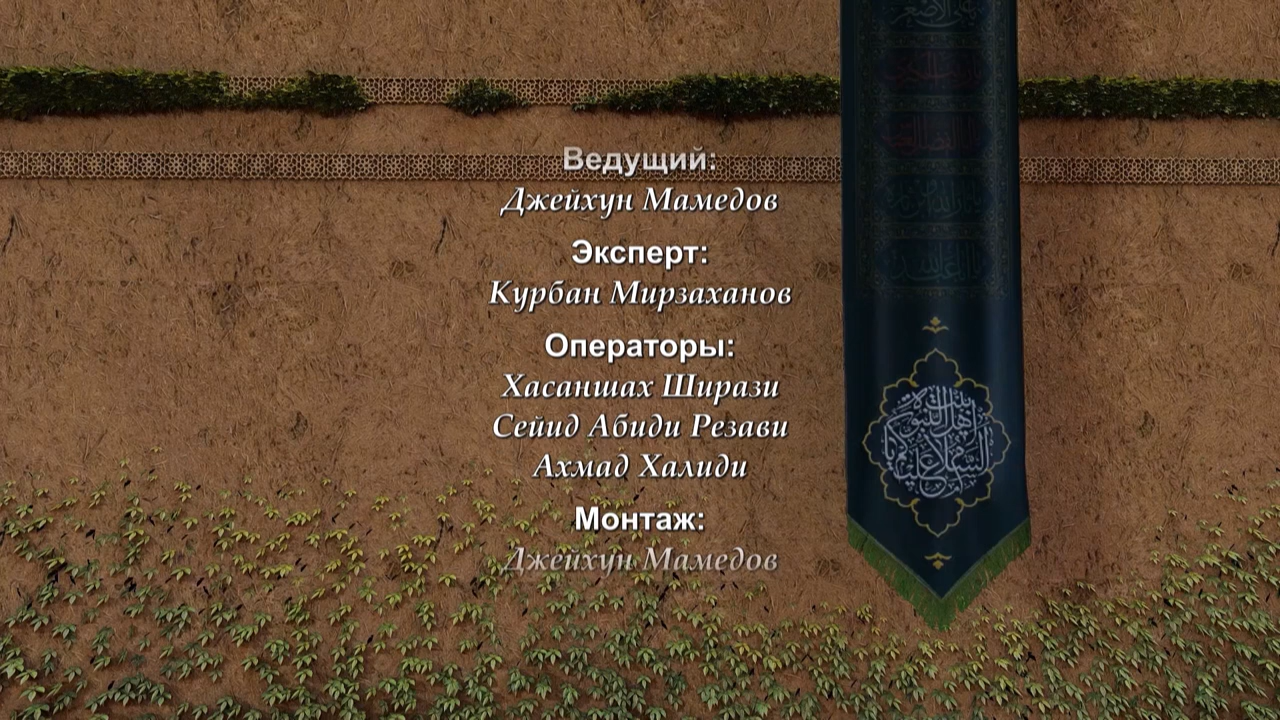 Ведущий:
Джейхун Мамедов
Эксперт:
Курбан Мирзаханов
Операторы:
Хасаншах Ширази
Сейид Абиди Резави
Ахмад Халиди
Монтаж:
Джейхун Мамедов